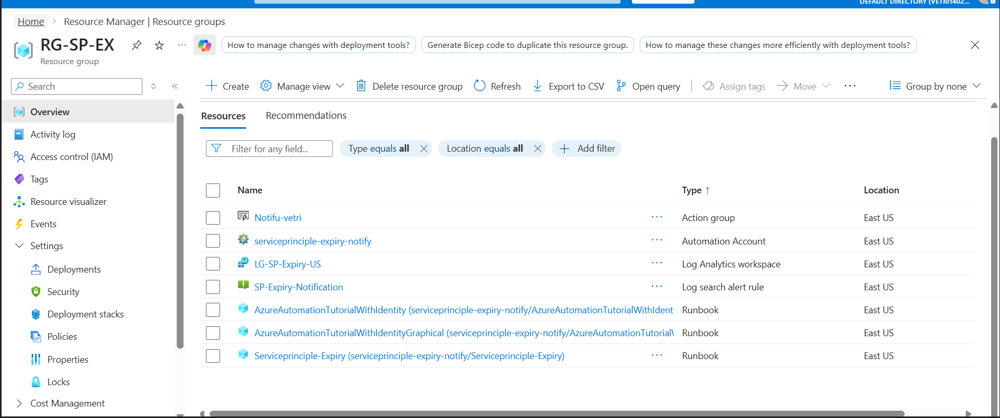 DEFAULT DIRECTORY (VETRI1402...
Home > Resource Manager | Resource groups
RG-SP-EX ...
Resource group
How to manage changes with deployment tools?
Generate Bicep code to duplicate this resource group.
How to manage these changes more efficiently with deployment tools?
Search
Overview
Activity log
Access control (IAM)
Tags
Resource visualizer
Events
Settings
Deployments
Security
Deployment stacks
Policies
Properties
Locks
Cost Management
Create Manage view Delete resource group Refresh Export to CSV Open query Assign tags Move ... Group by none
Resources Recommendations
Filter for any field... Type equals all Location equals all Add filter
Name Type ↑ Location
Notifu-vetri ... Action group East US
serviceprinciple-expiry-notify ... Automation Account East US
LG-SP-Expiry-US ... Log Analytics workspace East US
SP-Expiry-Notification ... Log search alert rule East US
AzureAutomationTutorialWithIdentity (serviceprinciple-expiry-notify/AzureAutomationTutorialWithIdent Runbook East US
AzureAutomationTutorialWithIdentityGraphical (serviceprinciple-expiry-notify/AzureAutomationTutorialW Runbook East US
Serviceprinciple-Expiry (serviceprinciple-expiry-notify/Serviceprinciple-Expiry) ... Runbook East US